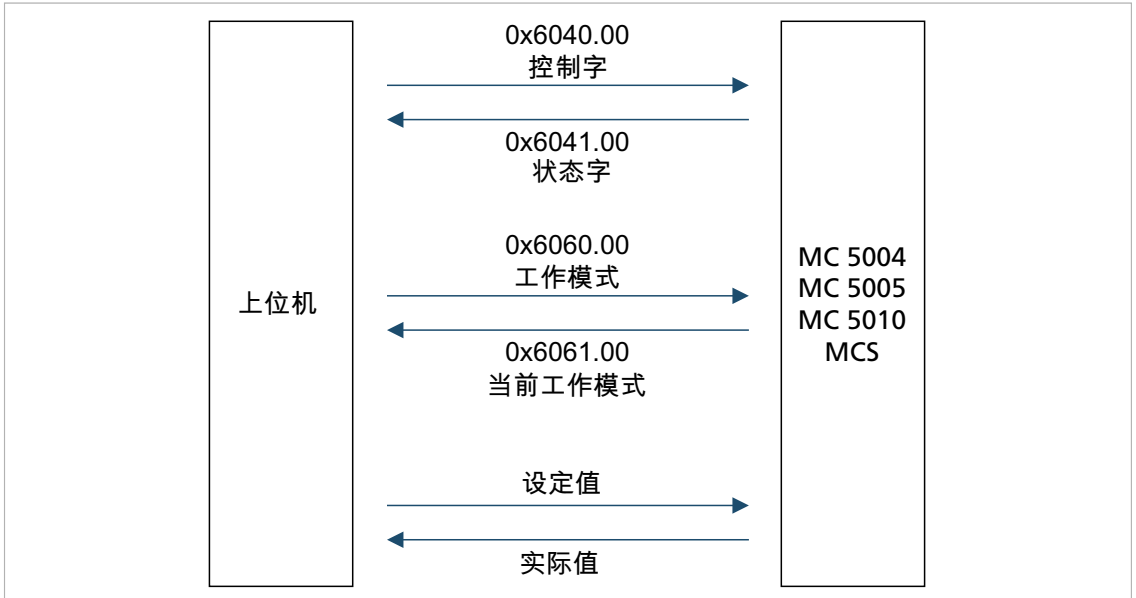 0x6040.00
控制字
0x6041.00
状态字
0x6060.00
工作模式
0x6061.00
当前工作模式
设定值
实际值
上位机
MC 5004
MC 5005
MC 5010
MCS